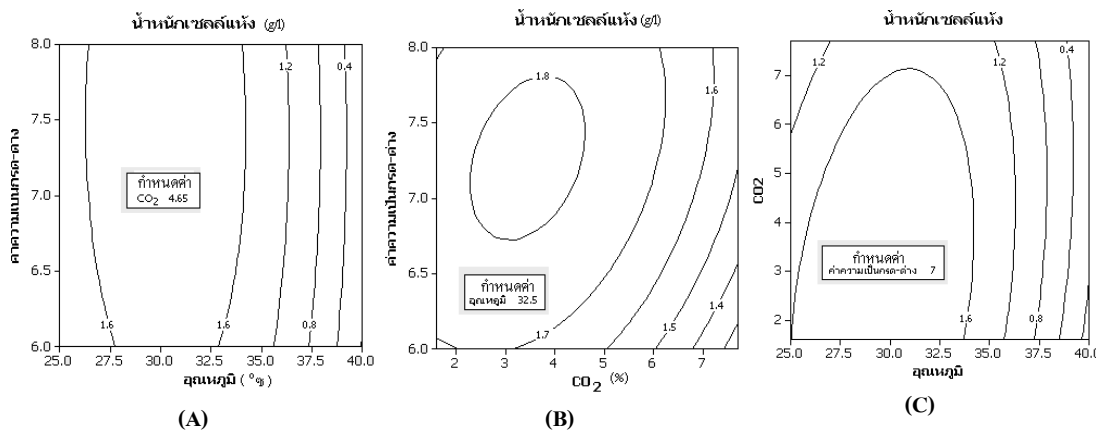 น้ำหนักเซลล์แห้ง (g/l)
ค่าความเป็นกรด-ด่าง
8.0
7.5
7.0
6.5
6.0
1.2
0.4
กำหนดค่า
CO2 4.65
1.6
1.6
0.8
25.0 27.5 30.0 32.5 35.0 37.5 40.0
อุณหภูมิ (°ซ)
(A)
น้ำหนักเซลล์แห้ง (g/l)
ค่าความเป็นกรด-ด่าง
8.0
7.5
7.0
6.5
6.0
1.8
1.6
กำหนดค่า
อุณหภูมิ 32.5
1.4
1.5
1.7
2 3 4 5 6 7
CO2 (%)
(B)
น้ำหนักเซลล์แห้ง
CO2
7
6
5
4
3
2
1.2
1.2
0.4
กำหนดค่า
ค่าความเป็นกรด-ด่าง 7
1.6
0.8
25.0 27.5 30.0 32.5 35.0 37.5 40.0
อุณหภูมิ
(C)